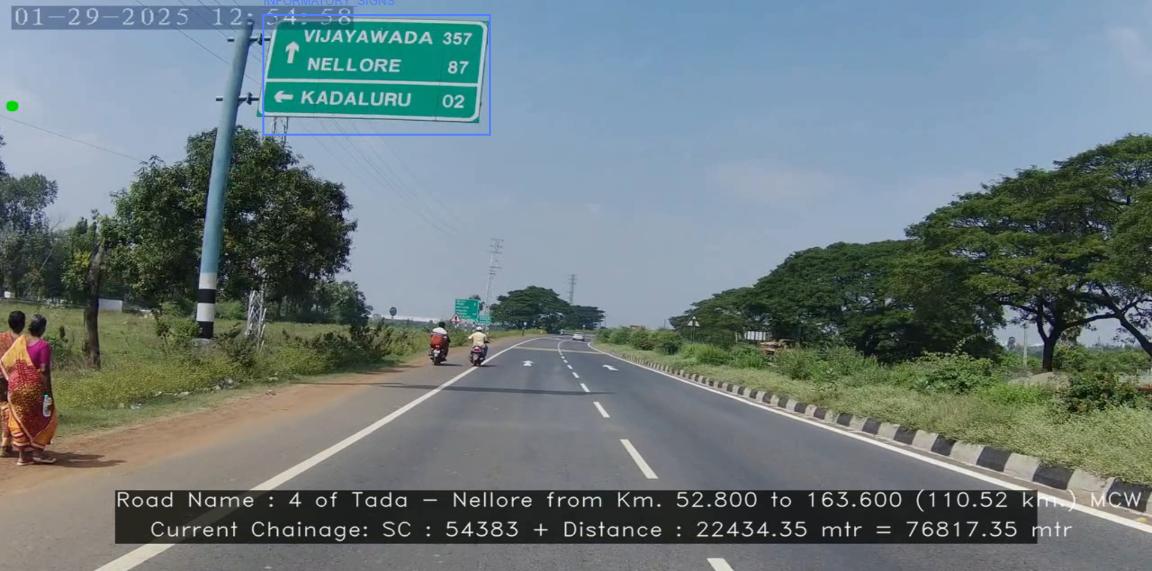 INFORMATORY_SIGNS
01-29-2025 12:54:58
VIJAYAWADA 357
NELLORE 87
KADALURU 02
Road Name : 4 of Tada - Nellore from Km. 52.800 to 163.600 (110.52 km.) MCW
Current Chainage: SC : 54383 + Distance : 22434.35 mtr = 76817.35 mtr